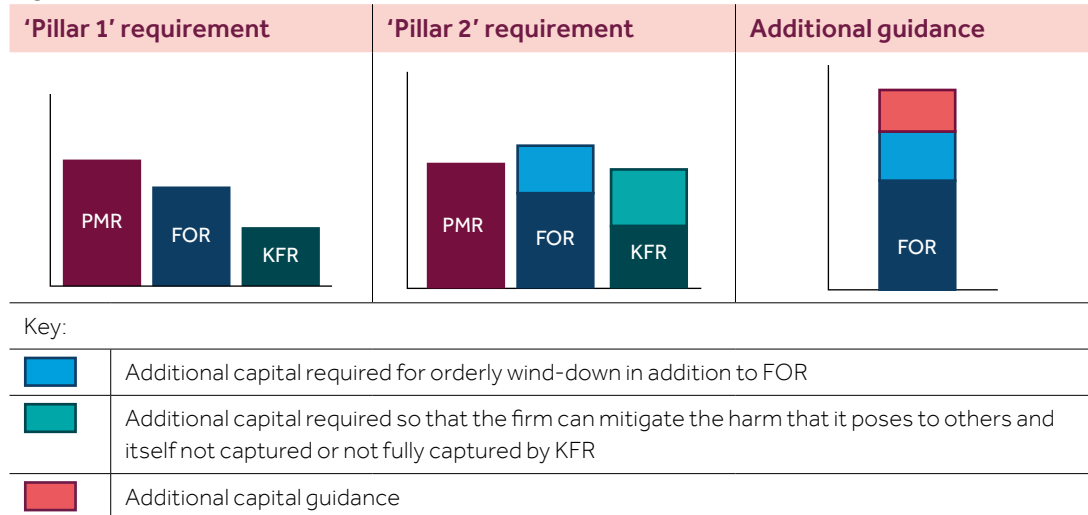 ‘Pillar 1’ requirement
‘Pillar 2’ requirement
Additional guidance
PMR
FOR
KFR
PMR
FOR
KFR
FOR
Key:
Additional capital required for orderly wind-down in addition to FOR
Additional capital required so that the firm can mitigate the harm that it poses to others and
itself not captured or not fully captured by KFR
Additional capital guidance